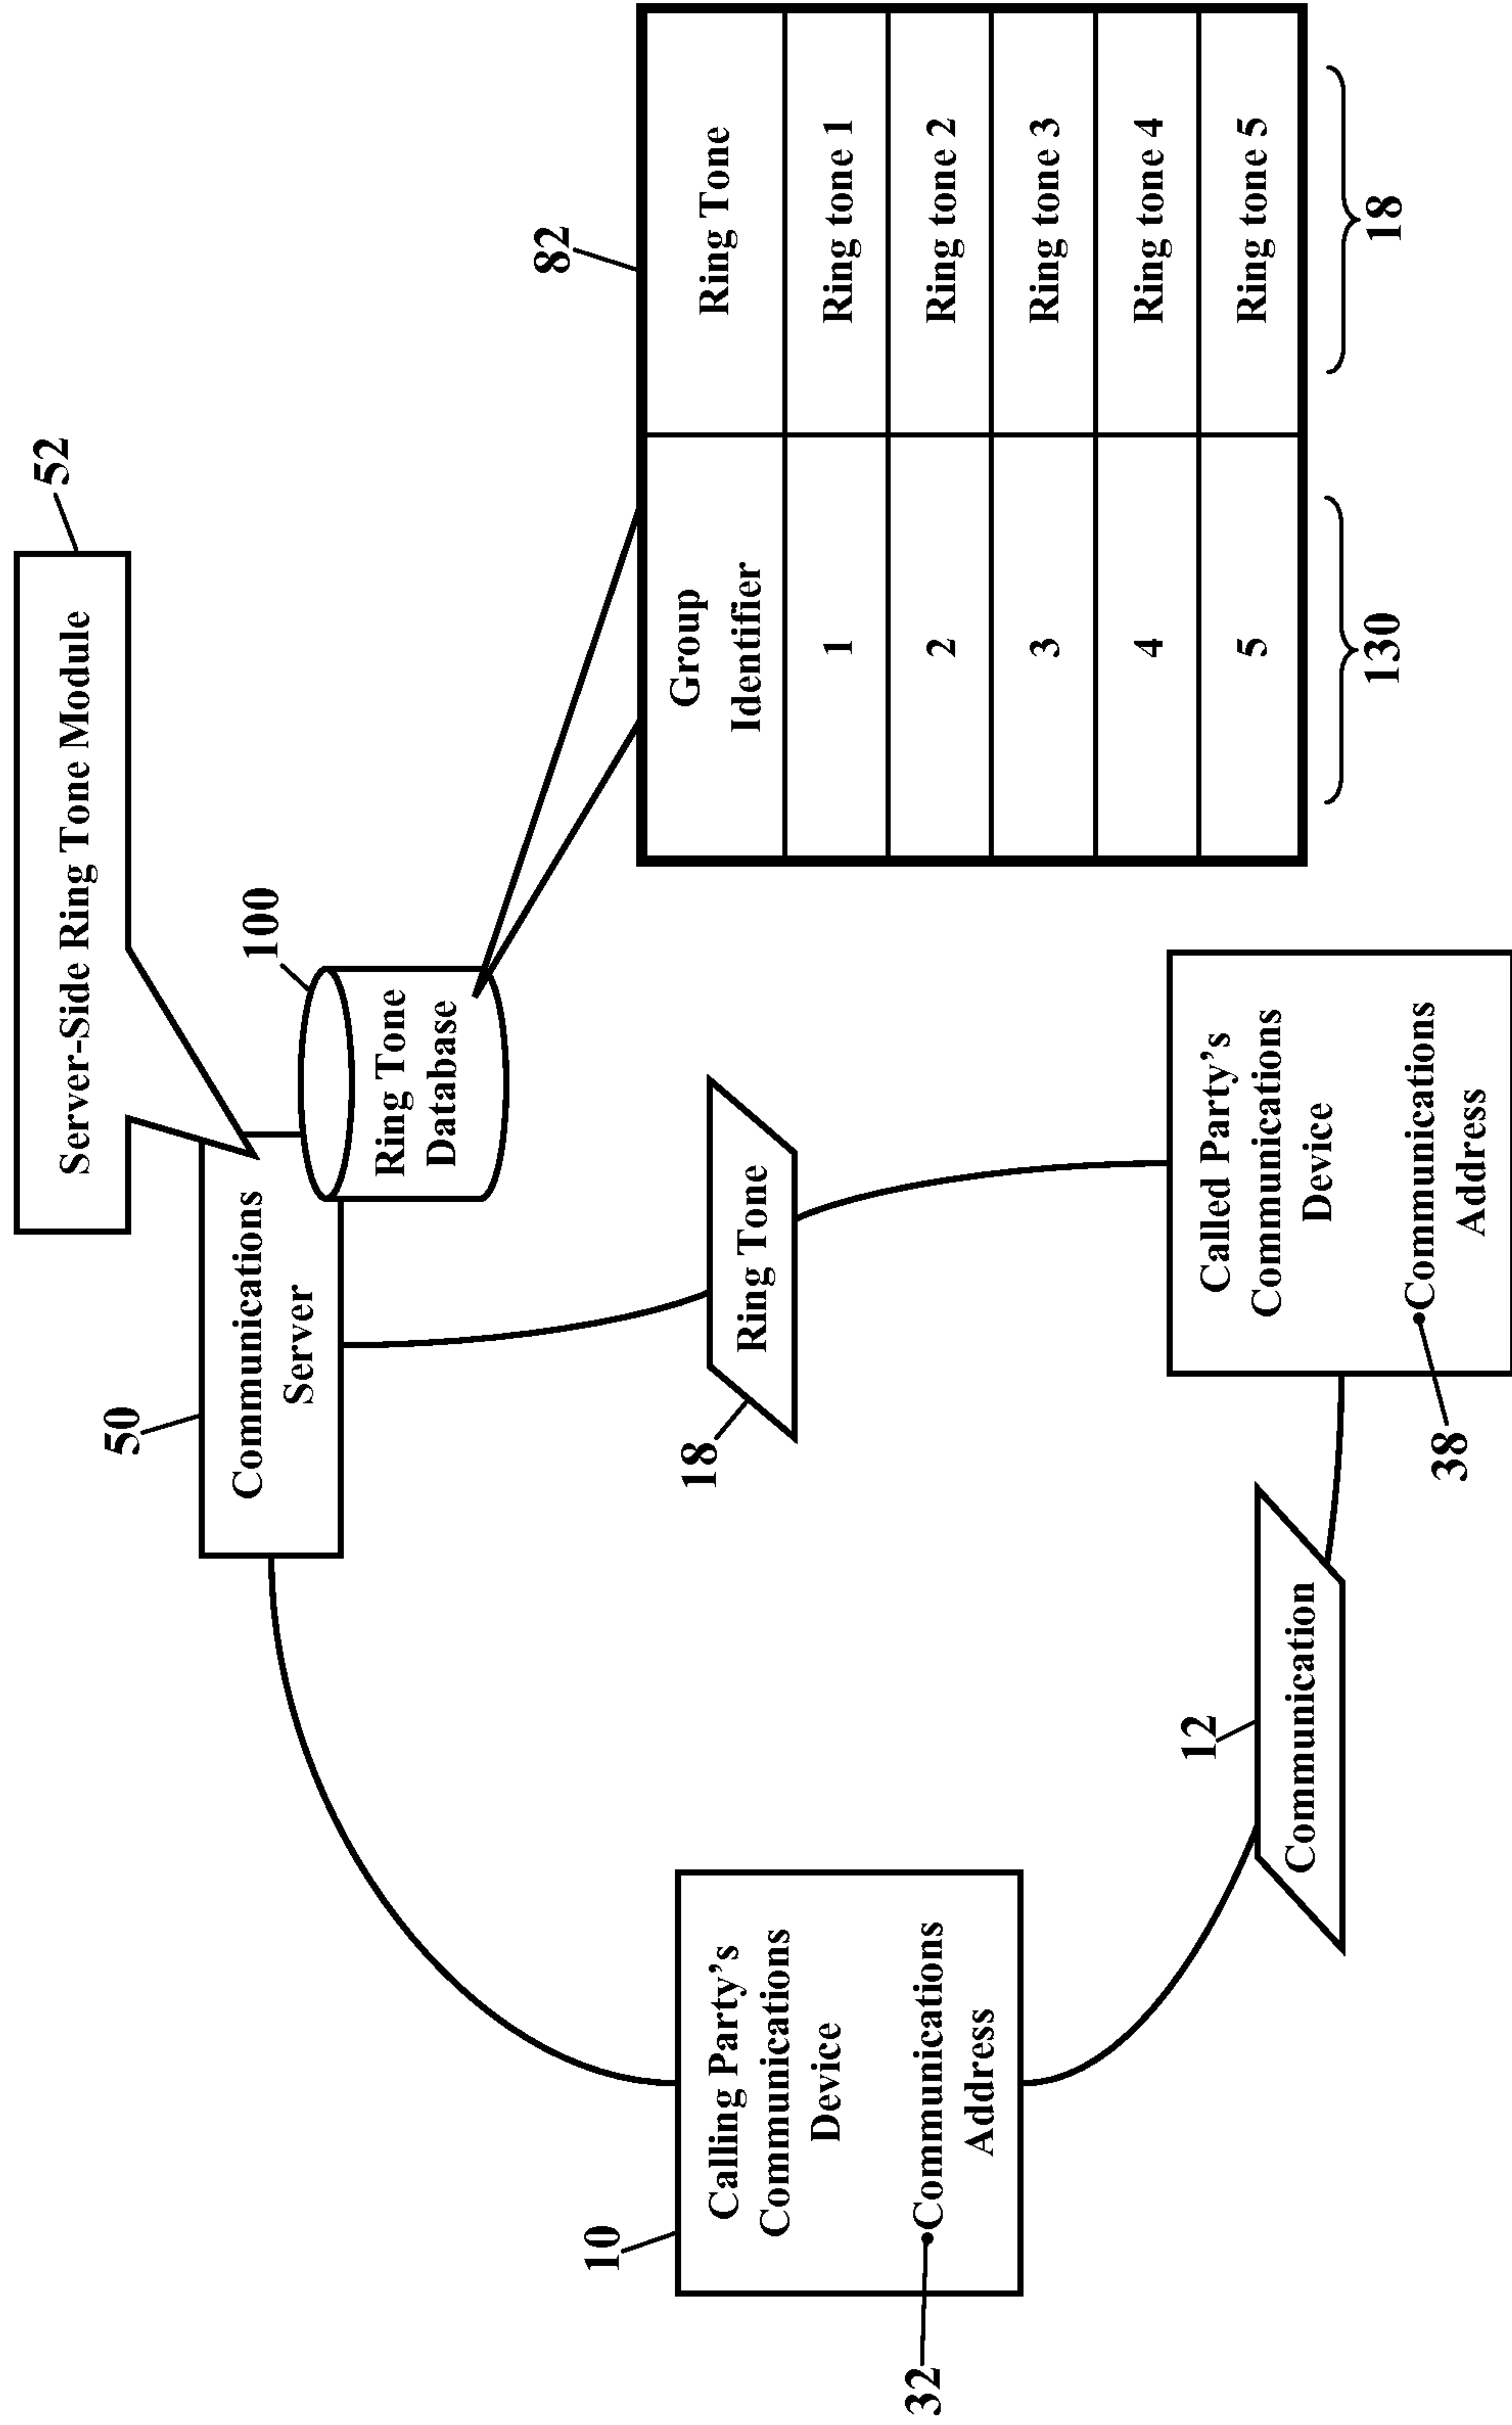 52
Server-Side Ring Tone Module
50
Communications
Server
100
Ring Tone
Database
82
Group
Identifier
Ring Tone
1
Ring tone 1
2
Ring tone 2
3
Ring tone 3
4
Ring tone 4
5
Ring tone 5
130
18
10
Calling Party's
Communications
Device
Communications
Address
32
18
Ring Tone
12
Communication
Called Party's
Communications
Device
Communications
Address
38